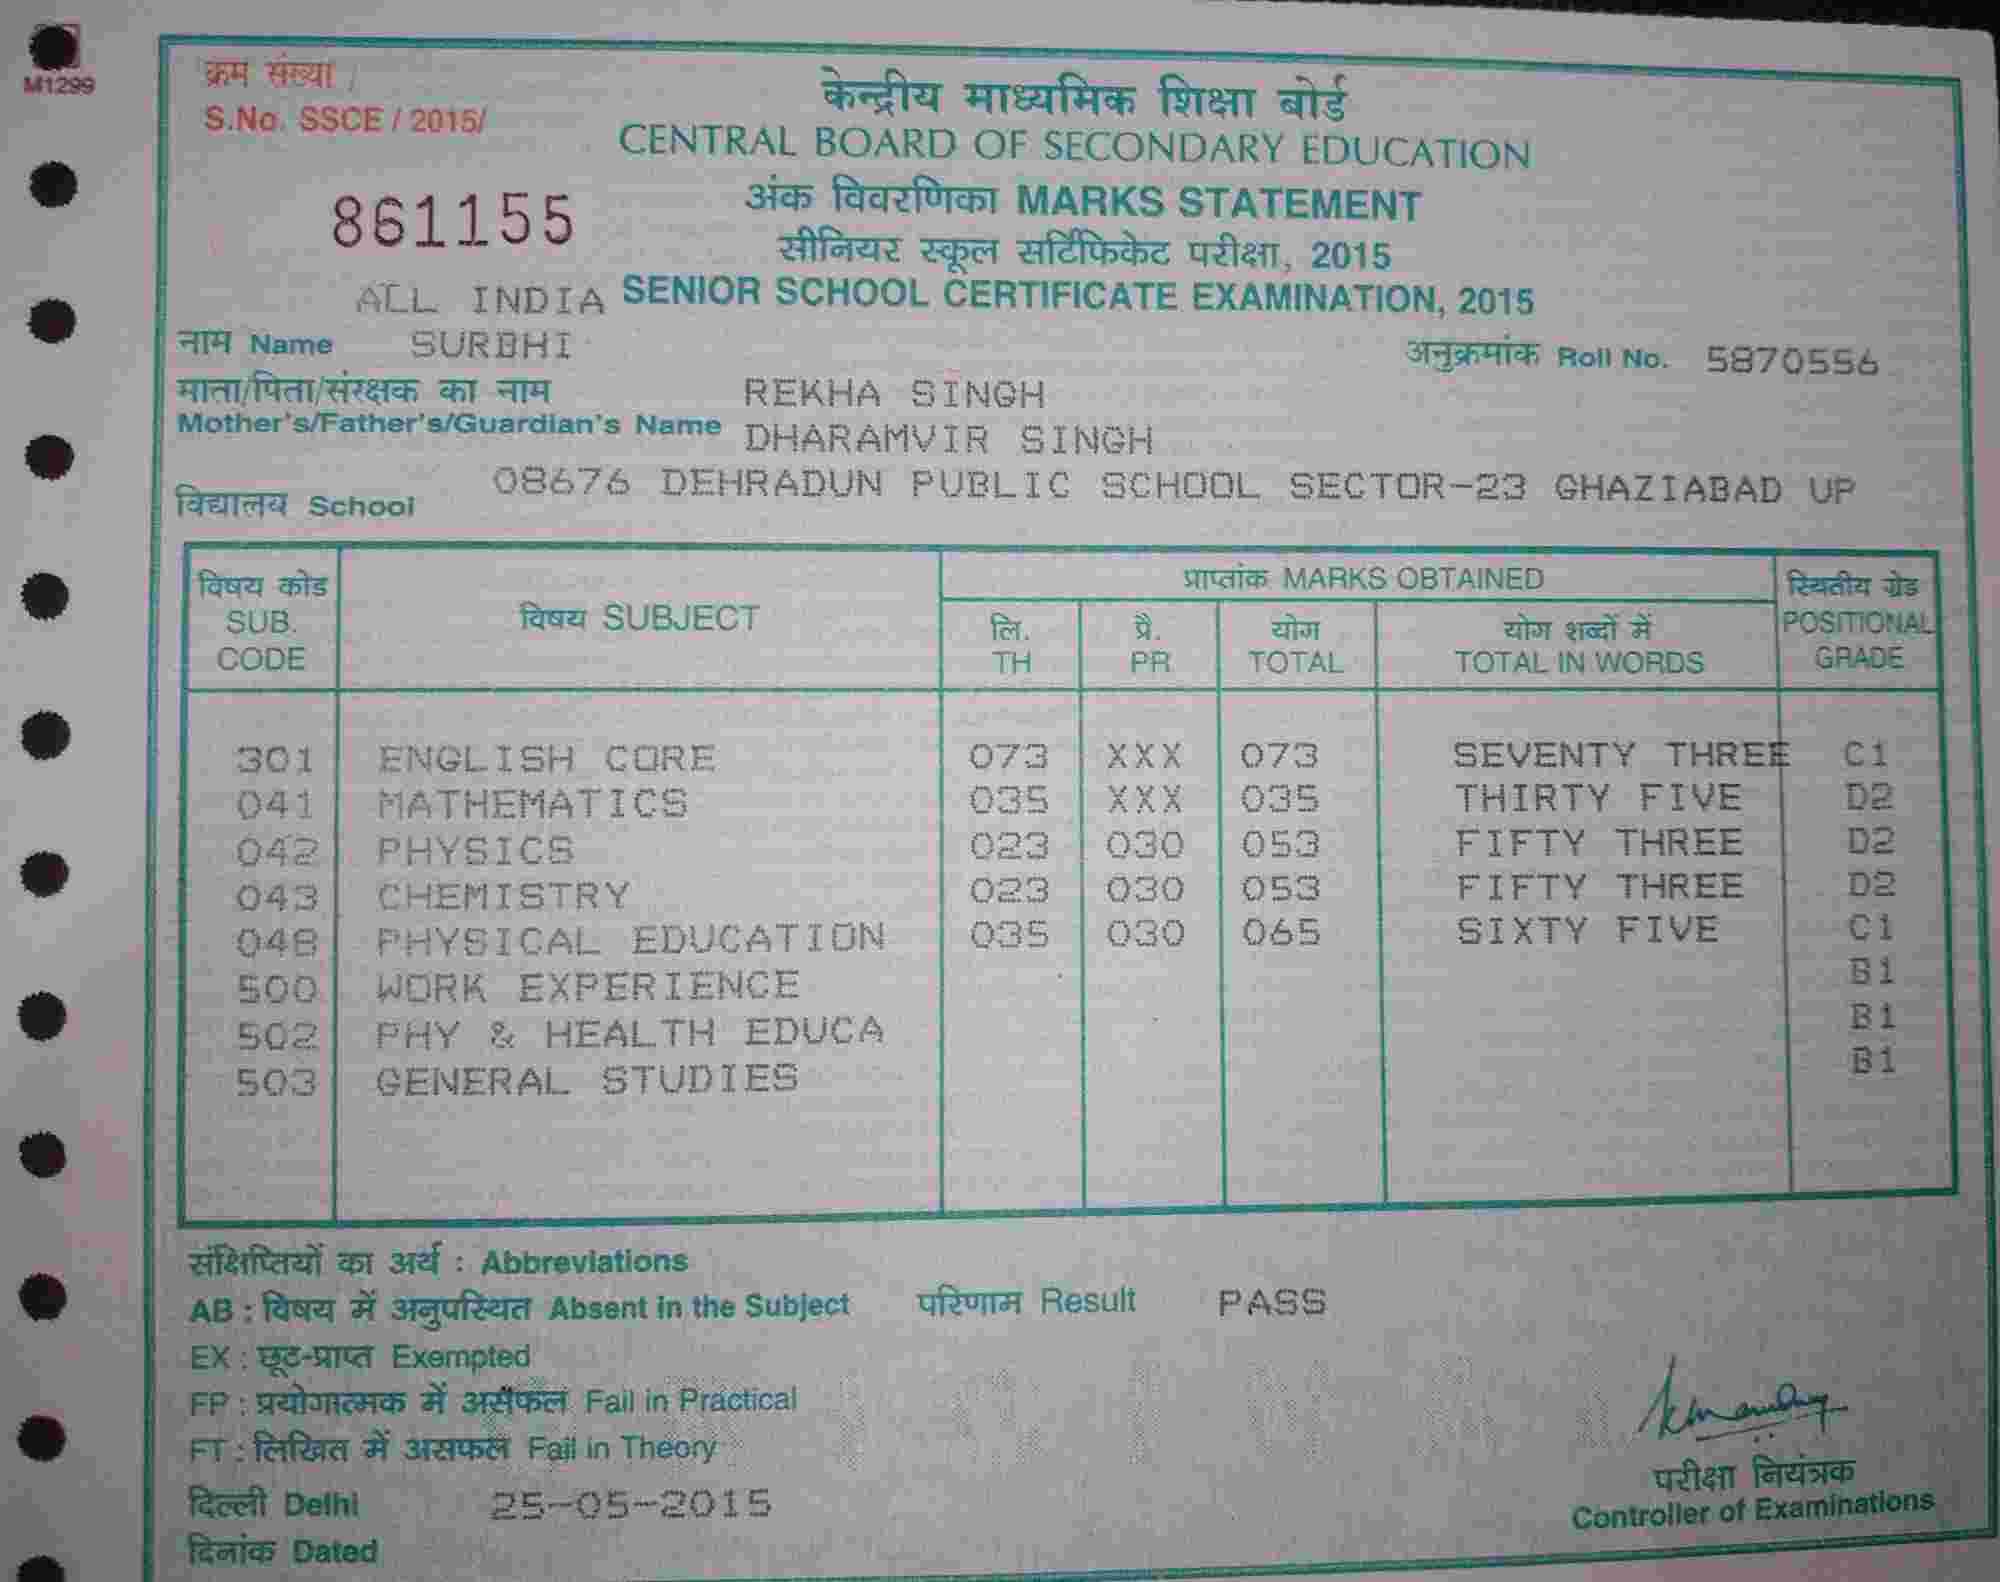 M1299
क्रम संख्या /
S.No. SSCE / 2015/
केन्द्रीय माध्यमिक शिक्षा बोर्ड
CENTRAL BOARD OF SECONDARY EDUCATION
861155
अंक विवरणिका MARKS STATEMENT
सीनियर स्कूल सर्टिफिकेट परीक्षा, 2015
ALL INDIA SENIOR SCHOOL CERTIFICATE EXAMINATION, 2015
नाम Name SURBHI
अनुक्रमांक Roll No. 5870556
माता/पिता/संरक्षक का नाम REKHA SINGH
Mother's/Father's/Guardian's Name DHARAMVIR SINGH
विद्यालय School 08676 DEHRADUN PUBLIC SCHOOL SECTOR-23 GHAZIABAD UP
विषय कोड SUB. CODE
विषय SUBJECT
प्राप्तांक MARKS OBTAINED
स्थितीय ग्रेड POSITIONAL GRADE
लि. TH
प्रै. PR
योग TOTAL
योग शब्दों में TOTAL IN WORDS
301 ENGLISH CORE 073 XXX 073 SEVENTY THREE C1
041 MATHEMATICS 035 XXX 035 THIRTY FIVE D2
042 PHYSICS 023 030 053 FIFTY THREE D2
043 CHEMISTRY 023 030 053 FIFTY THREE D2
048 PHYSICAL EDUCATION 035 030 065 SIXTY FIVE C1
500 WORK EXPERIENCE B1
502 PHY & HEALTH EDUCA B1
503 GENERAL STUDIES B1
संक्षिप्तियों का अर्थ : Abbreviations
AB : विषय में अनुपस्थित Absent in the Subject परिणाम Result PASS
EX : छूट-प्राप्त Exempted
FP : प्रयोगात्मक में असफल Fail in Practical
FT : लिखित में असफल Fail in Theory
दिल्ली Delhi 25-05-2015
दिनांक Dated
परीक्षा नियंत्रक
Controller of Examinations